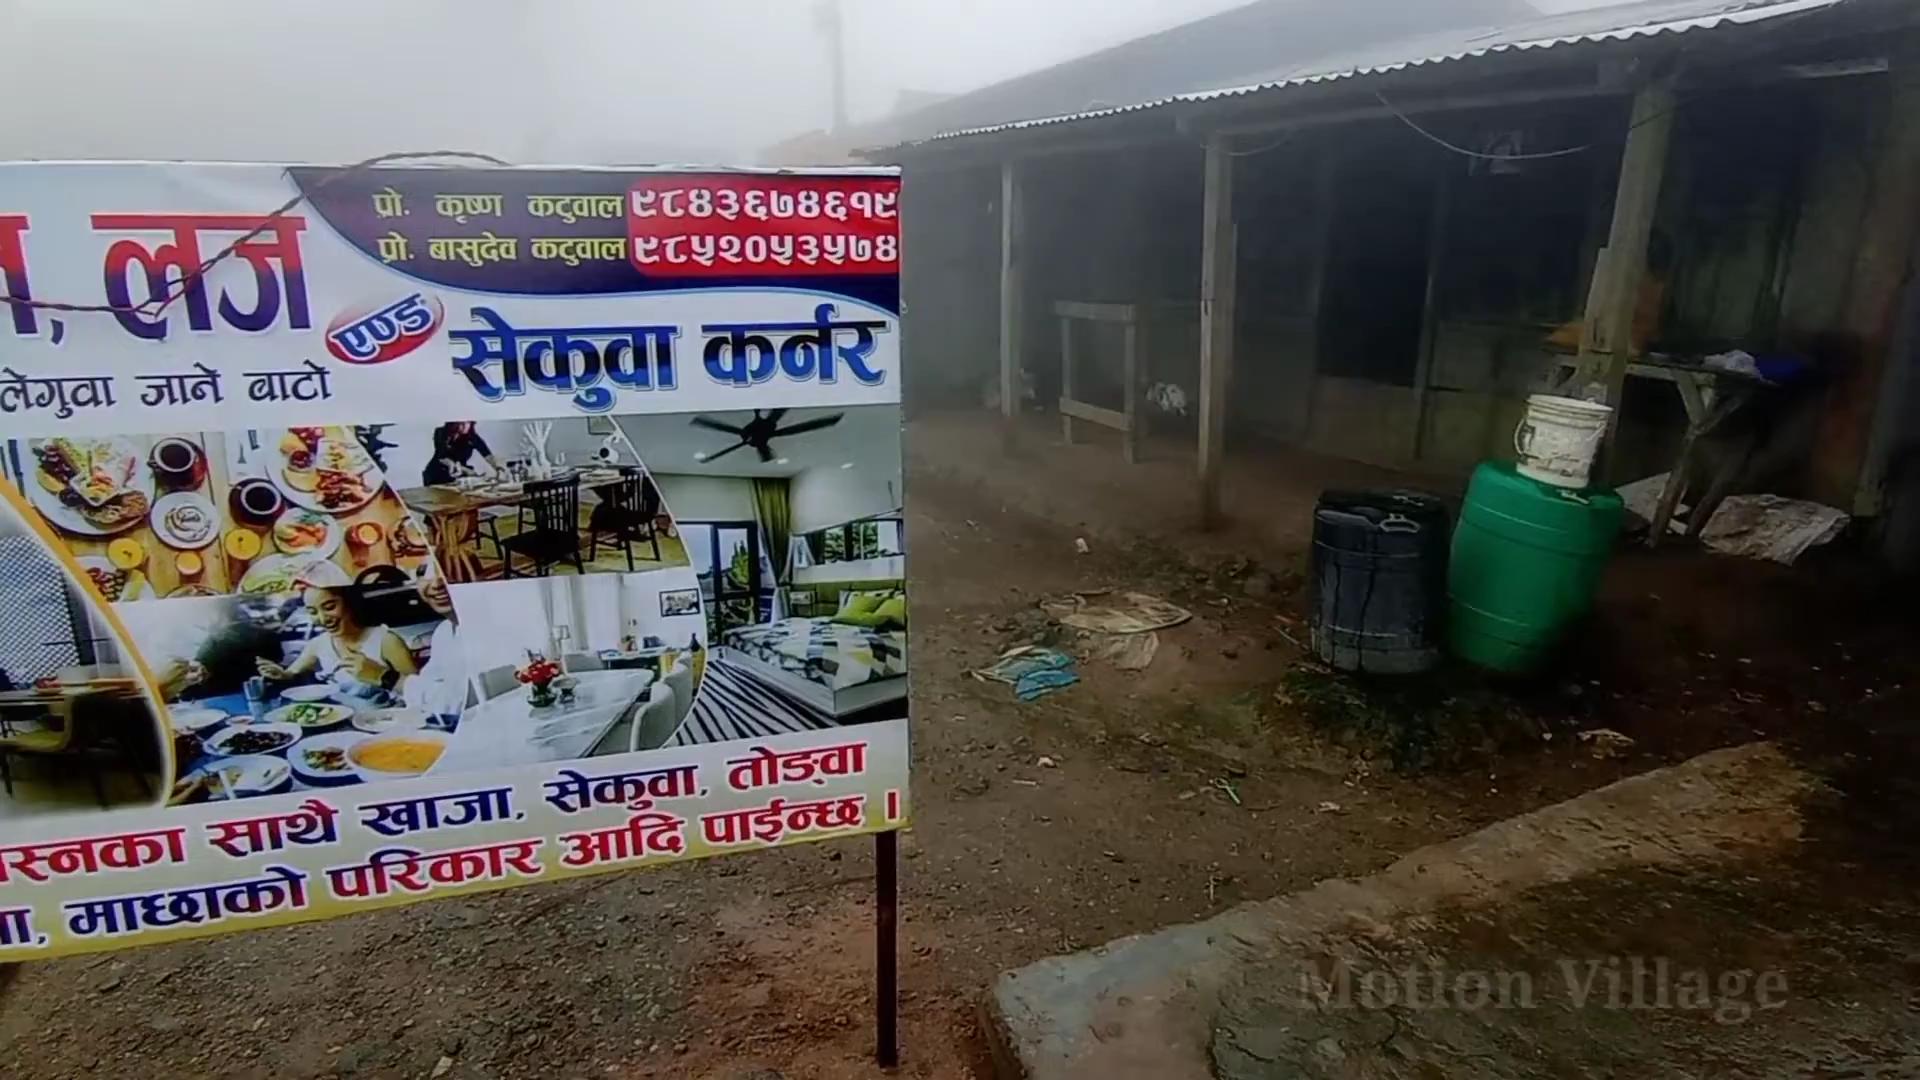 प्रो. कृष्ण कटुवाल ९८४३६७४६१९
प्रो. बासुदेव कटुवाल ९८५२०५३५७४
लज
एण्ड सेकुवा कर्नर
लेगुवा जाने बाटो
साथै खाजा, सेकुवा, तोङ्वा
माछाको परिकार आदि पाईन्छ ।
Motion Village